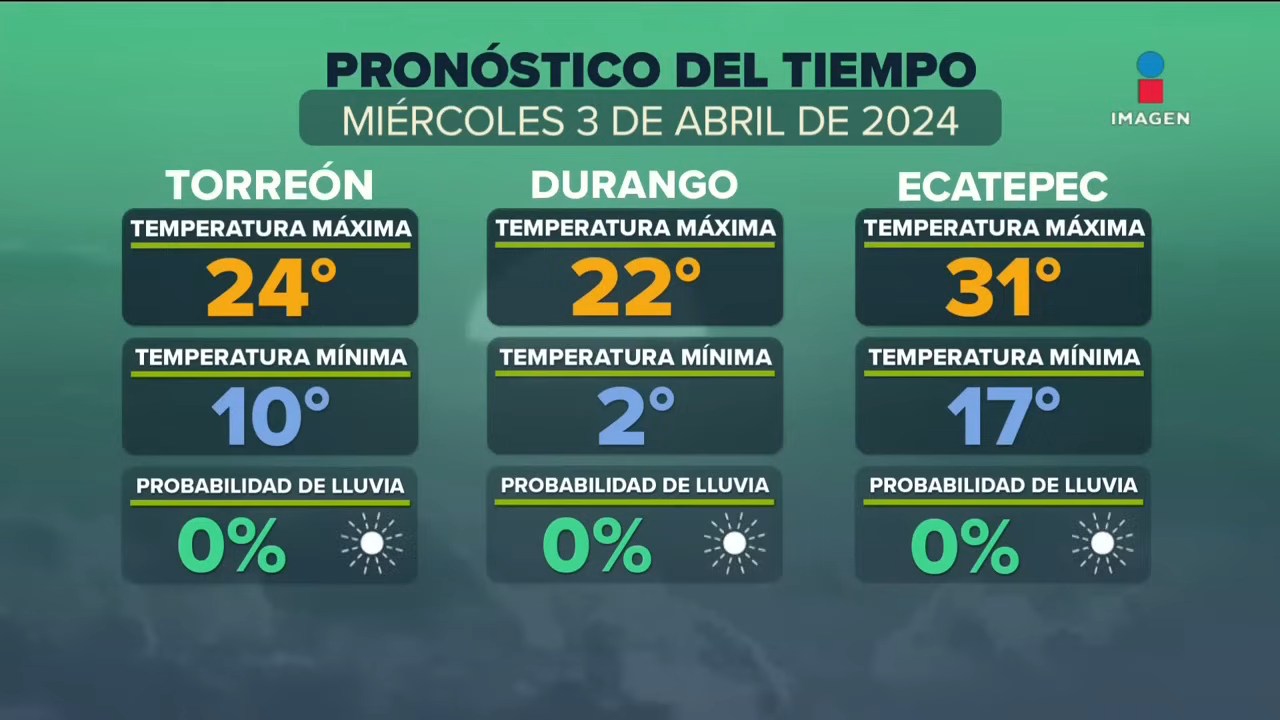 PRONÓSTICO DEL TIEMPO
MIÉRCOLES 3 DE ABRIL DE 2024
IMAGEN
TORREÓN
TEMPERATURA MÁXIMA
24°
TEMPERATURA MÍNIMA
10°
PROBABILIDAD DE LLUVIA
0%
DURANGO
TEMPERATURA MÁXIMA
22°
TEMPERATURA MÍNIMA
2°
PROBABILIDAD DE LLUVIA
0%
ECATEPEC
TEMPERATURA MÁXIMA
31°
TEMPERATURA MÍNIMA
17°
PROBABILIDAD DE LLUVIA
0%